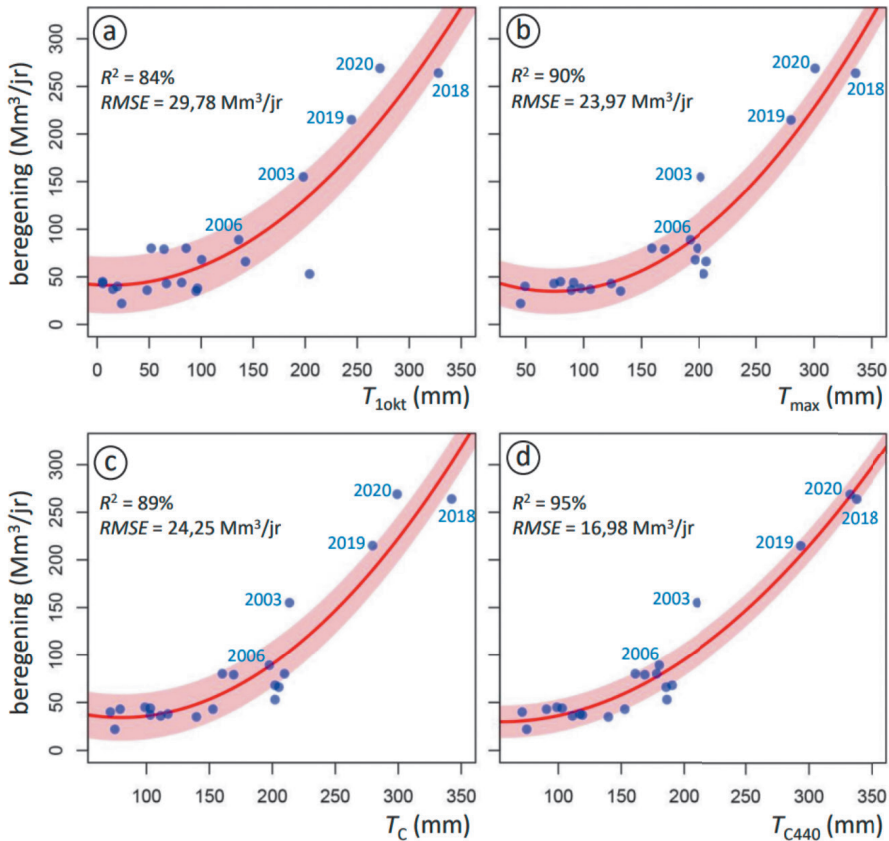 a
R² = 84%
RMSE = 29,78 Mm³/jr
2020
2018
2019
2003
2006
beregening (Mm³/jr)
0 50 100 150 200 250 300
0 50 100 150 200 250 300 350
T1okt (mm)
b
R² = 90%
RMSE = 23,97 Mm³/jr
2020
2018
2019
2003
2006
50 100 150 200 250 300 350
Tmax (mm)
c
R² = 89%
RMSE = 24,25 Mm³/jr
2020
2018
2019
2003
2006
beregening (Mm³/jr)
0 50 100 150 200 250 300
100 150 200 250 300 350
TC (mm)
d
R² = 95%
RMSE = 16,98 Mm³/jr
2020
2018
2019
2003
2006
100 150 200 250 300 350
TC440 (mm)